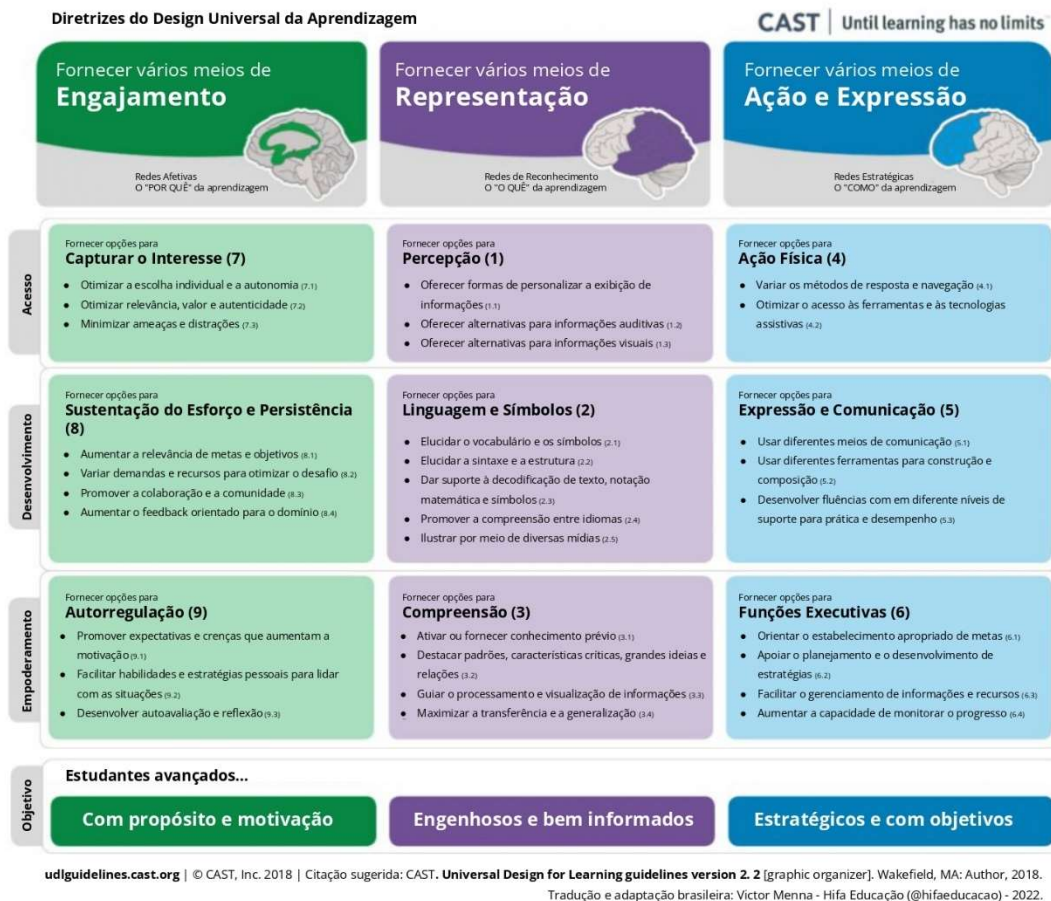 Diretrizes do Design Universal da Aprendizagem
CAST | Until learning has no limits
Fornecer vários meios de
Engajamento
Redes Afetivas
O "POR QUÊ" da aprendizagem
Fornecer vários meios de
Representação
Redes de Reconhecimento
O "O QUÊ" da aprendizagem
Fornecer vários meios de
Ação e Expressão
Redes Estratégicas
O "COMO" da aprendizagem
Acesso
Fornecer opções para
Capturar o Interesse (7)
• Otimizar a escolha individual e a autonomia (7.1)
• Otimizar relevância, valor e autenticidade (7.2)
• Minimizar ameaças e distrações (7.3)
Fornecer opções para
Percepção (1)
• Oferecer formas de personalizar a exibição de
informações (1.1)
• Oferecer alternativas para informações auditivas (1.2)
• Oferecer alternativas para informações visuais (1.3)
Fornecer opções para
Ação Física (4)
• Variar os métodos de resposta e navegação (4.1)
• Otimizar o acesso às ferramentas e às tecnologias
assistivas (4.2)
Desenvolvimento
Fornecer opções para
Sustentação do Esforço e Persistência
(8)
• Aumentar a relevância de metas e objetivos (8.1)
• Variar demandas e recursos para otimizar o desafio (8.2)
• Promover a colaboração e a comunidade (8.3)
• Aumentar o feedback orientado para o domínio (8.4)
Fornecer opções para
Linguagem e Símbolos (2)
• Elucidar o vocabulário e os símbolos (2.1)
• Elucidar a sintaxe e a estrutura (2.2)
• Dar suporte à decodificação de texto, notação
matemática e símbolos (2.3)
• Promover a compreensão entre idiomas (2.4)
• Ilustrar por meio de diversas mídias (2.5)
Fornecer opções para
Expressão e Comunicação (5)
• Usar diferentes meios de comunicação (5.1)
• Usar diferentes ferramentas para construção e
composição (5.2)
• Desenvolver fluências com em diferente níveis de
suporte para prática e desempenho (5.3)
Empoderamento
Fornecer opções para
Autorregulação (9)
• Promover expectativas e crenças que aumentam a
motivação (9.1)
• Facilitar habilidades e estratégias pessoais para lidar
com as situações (9.2)
• Desenvolver autoavaliação e reflexão (9.3)
Fornecer opções para
Compreensão (3)
• Ativar ou fornecer conhecimento prévio (3.1)
• Destacar padrões, características críticas, grandes ideias e
relações (3.2)
• Guiar o processamento e visualização de informações (3.3)
• Maximizar a transferência e a generalização (3.4)
Fornecer opções para
Funções Executivas (6)
• Orientar o estabelecimento apropriado de metas (6.1)
• Apoiar o planejamento e o desenvolvimento de
estratégias (6.2)
• Facilitar o gerenciamento de informações e recursos (6.3)
• Aumentar a capacidade de monitorar o progresso (6.4)
Objetivo
Estudantes avançados...
Com propósito e motivação
Engenhosos e bem informados
Estratégicos e com objetivos
udlguidelines.cast.org | © CAST, Inc. 2018 | Citação sugerida: CAST. Universal Design for Learning guidelines version 2. 2 [graphic organizer]. Wakefield, MA: Author, 2018.
Tradução e adaptação brasileira: Victor Menna - Hifa Educação (@hifaeducacao) - 2022.